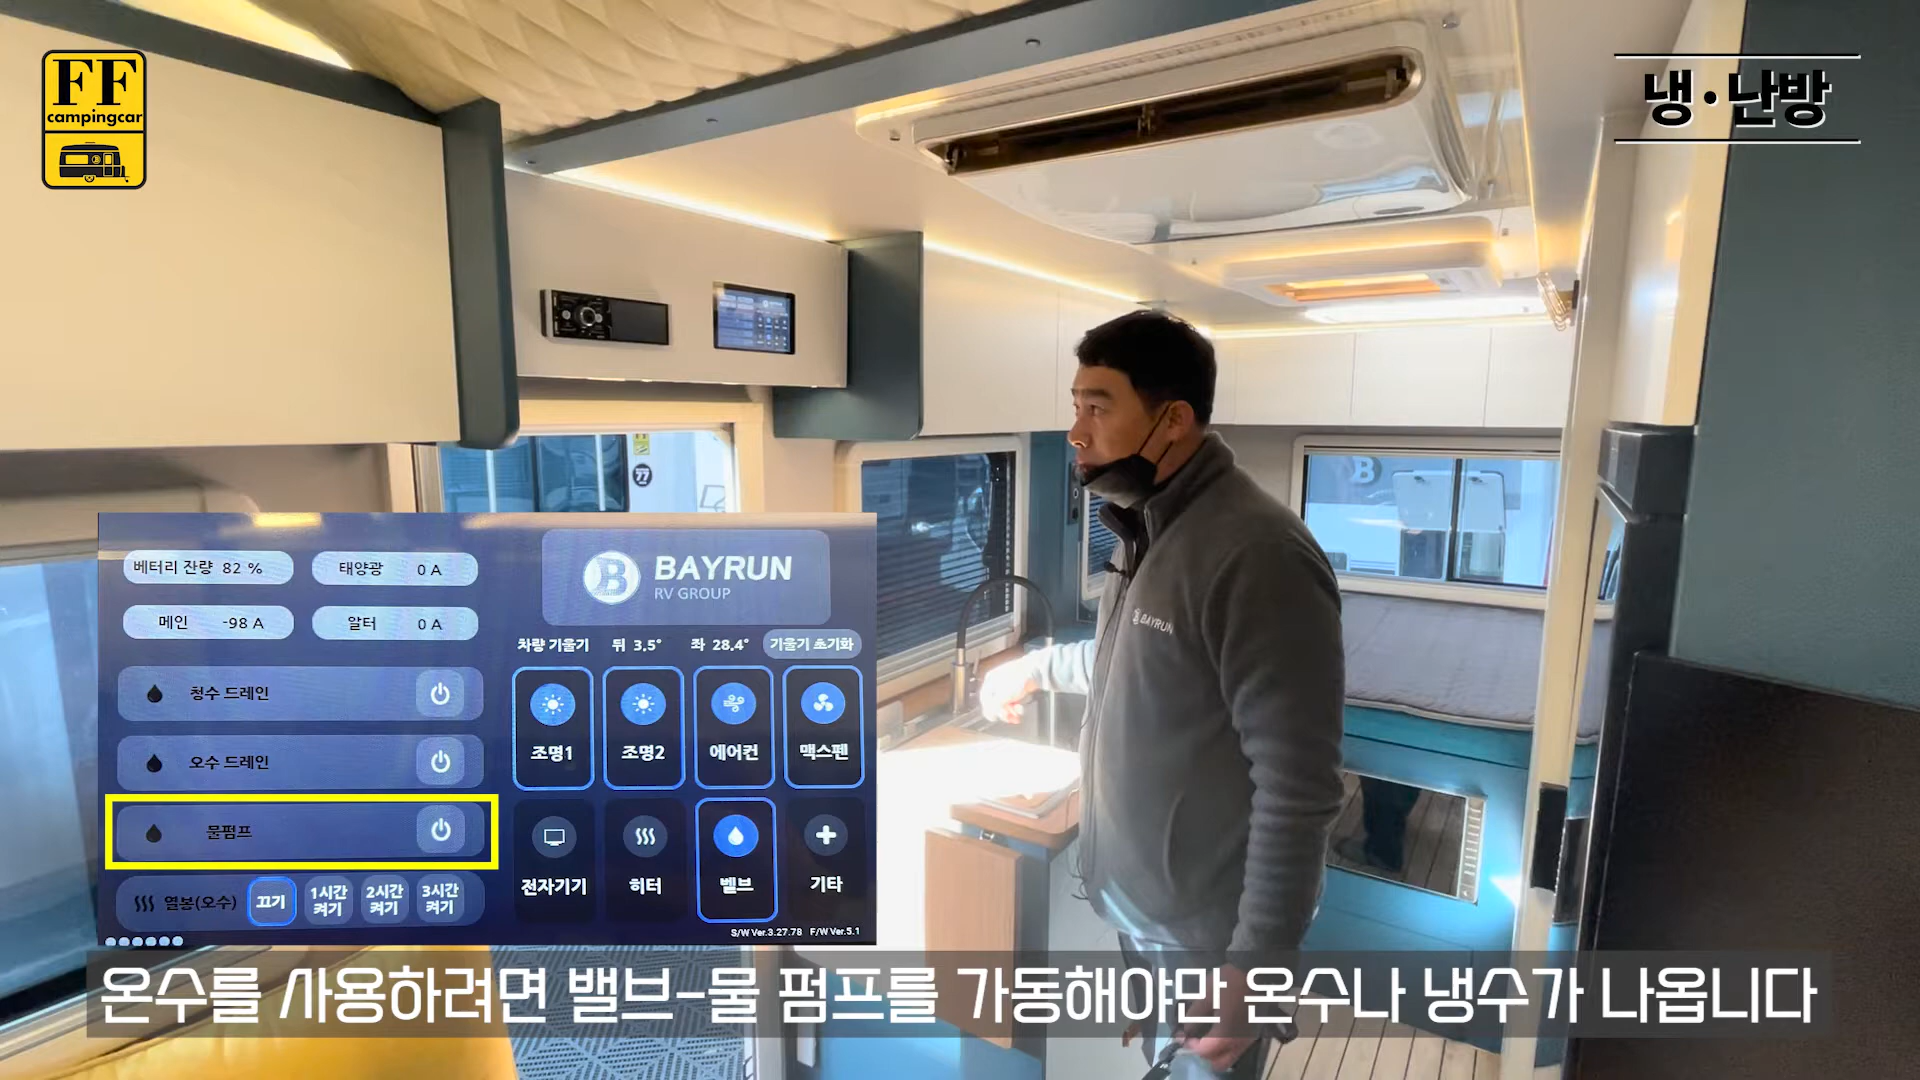 FF
campingcar
냉·난방
BAYRUN
베터리 잔량 82 %
태양광 0 A
메인 -98 A
알터 0 A
BAYRUN
RV GROUP
차량 기울기 뒤 3.5° 좌 28.4° 기울기 초기화
청수 드레인
오수 드레인
물펌프
열봉(오수) 끄기 1시간 켜기 2시간 켜기 3시간 켜기
조명1 조명2 에어컨 맥스펜
전자기기 히터 벨브 기타
S/W Ver.3.27.78 F/W Ver.5.1
B
77
BAYRUN
온수를 사용하려면 밸브-물 펌프를 가동해야만 온수나 냉수가 나옵니다